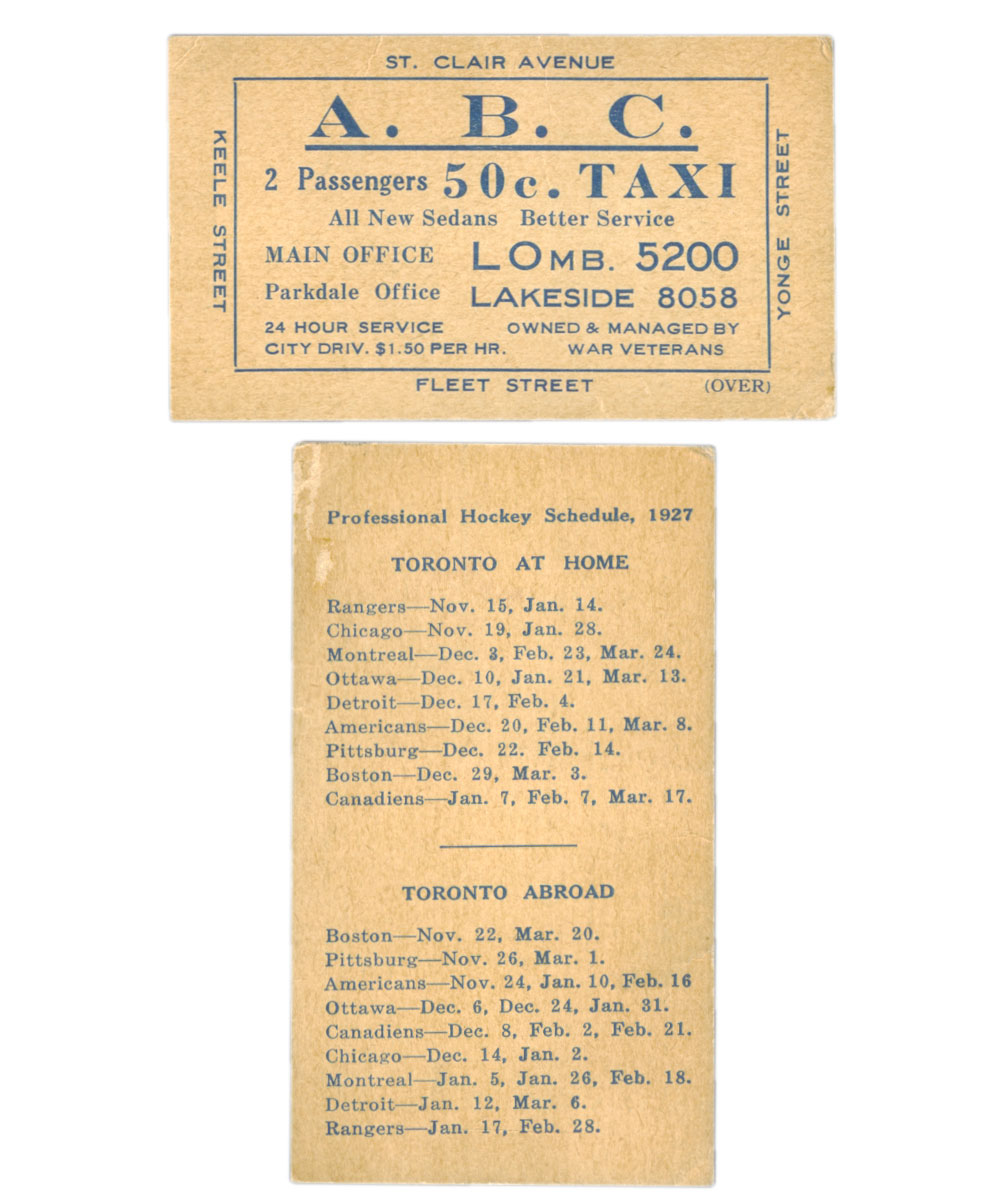 ST. CLAIR AVENUE
KEELE STREET
A. B. C.
2 Passengers 50c. TAXI
All New Sedans Better Service
MAIN OFFICE LOMB. 5200
Parkdale Office LAKESIDE 8058
24 HOUR SERVICE OWNED & MANAGED BY
CITY DRIV. $1.50 PER HR. WAR VETERANS
YONGE STREET
FLEET STREET (OVER)
Professional Hockey Schedule, 1927
TORONTO AT HOME
Rangers—Nov. 15, Jan. 14.
Chicago—Nov. 19, Jan. 28.
Montreal—Dec. 3, Feb. 23, Mar. 24.
Ottawa—Dec. 10, Jan. 21, Mar. 13.
Detroit—Dec. 17, Feb. 4.
Americans—Dec. 20, Feb. 11, Mar. 8.
Pittsburg—Dec. 22. Feb. 14.
Boston—Dec. 29, Mar. 3.
Canadiens—Jan. 7, Feb. 7, Mar. 17.
TORONTO ABROAD
Boston—Nov. 22, Mar. 20.
Pittsburg—Nov. 26, Mar. 1.
Americans—Nov. 24, Jan. 10, Feb. 16
Ottawa—Dec. 6, Dec. 24, Jan. 31.
Canadiens—Dec. 8, Feb. 2, Feb. 21.
Chicago—Dec. 14, Jan. 2.
Montreal—Jan. 5, Jan. 26, Feb. 18.
Detroit—Jan. 12, Mar. 6.
Rangers—Jan. 17, Feb. 28.